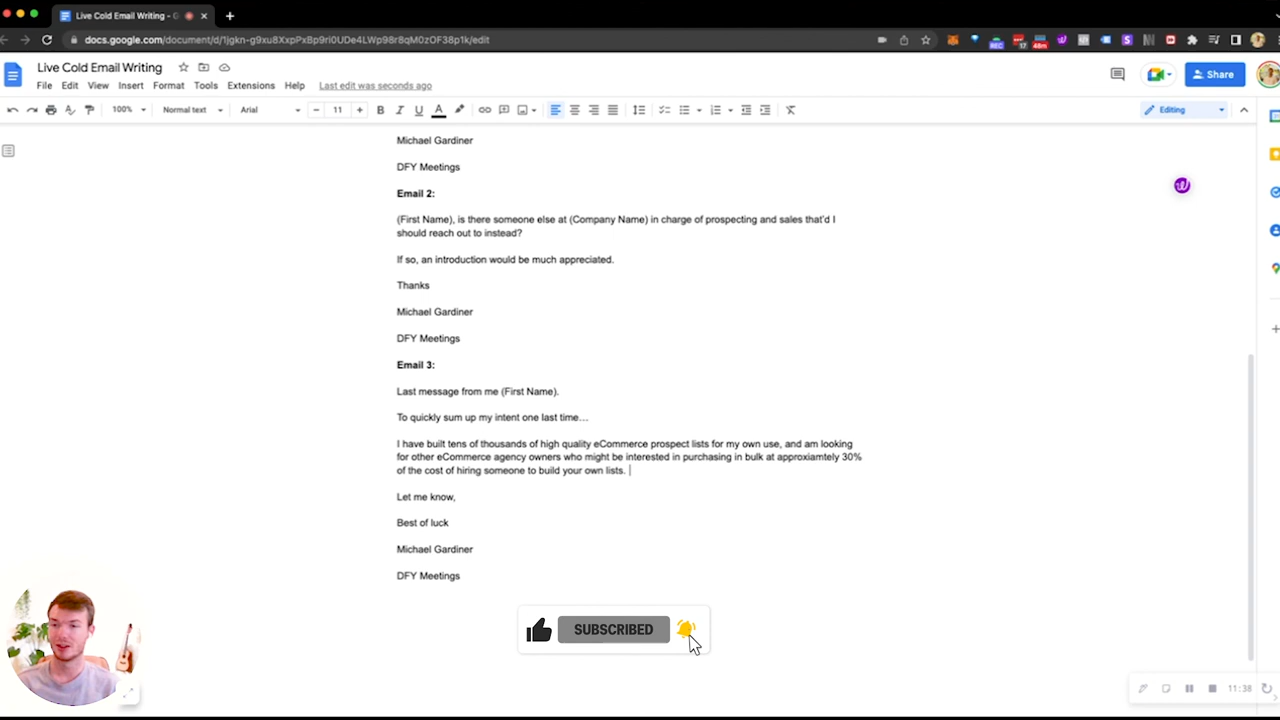 Live Cold Email Writing - G
docs.google.com/document/d/1jgkn-g9xu8XxpPxBp9rI0UDe4LWp98r8qM0zOF38p1k/edit
REC
17
48m
Live Cold Email Writing
File Edit View Insert Format Tools Extensions Help Last edit was seconds ago
Share
100% Normal text Arial 11 B I U A
Editing
Michael Gardiner
DFY Meetings
Email 2:
(First Name), is there someone else at (Company Name) in charge of prospecting and sales that'd I
should reach out to instead?
If so, an introduction would be much appreciated.
Thanks
Michael Gardiner
DFY Meetings
Email 3:
Last message from me (First Name).
To quickly sum up my intent one last time…
I have built tens of thousands of high quality eCommerce prospect lists for my own use, and am looking
for other eCommerce agency owners who might be interested in purchasing in bulk at approxiamtely 30%
of the cost of hiring someone to build your own lists.
Let me know,
Best of luck
Michael Gardiner
DFY Meetings
SUBSCRIBED
11:38